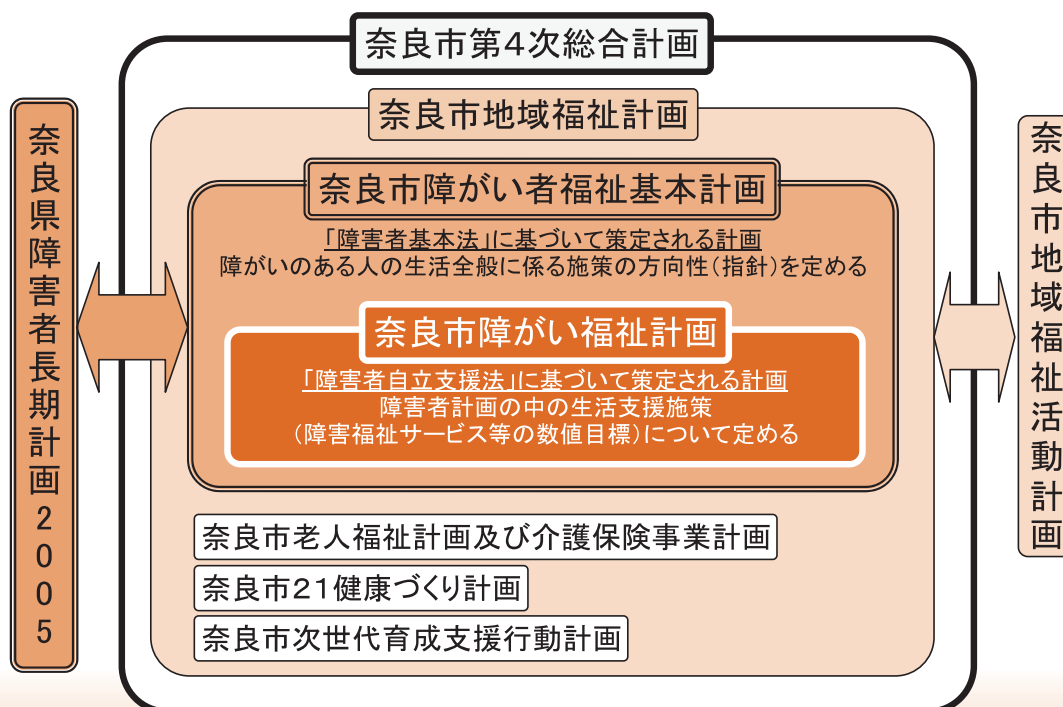 奈良市第4次総合計画
奈良市地域福祉計画
奈良県障害者長期計画2005
奈良市障がい者福祉基本計画
「障害者基本法」に基づいて策定される計画
障がいのある人の生活全般に係る施策の方向性(指針)を定める
奈良市障がい福祉計画
「障害者自立支援法」に基づいて策定される計画
障害者計画の中の生活支援施策
(障害福祉サービス等の数値目標)について定める
奈良市地域福祉活動計画
奈良市老人福祉計画及び介護保険事業計画
奈良市21健康づくり計画
奈良市次世代育成支援行動計画